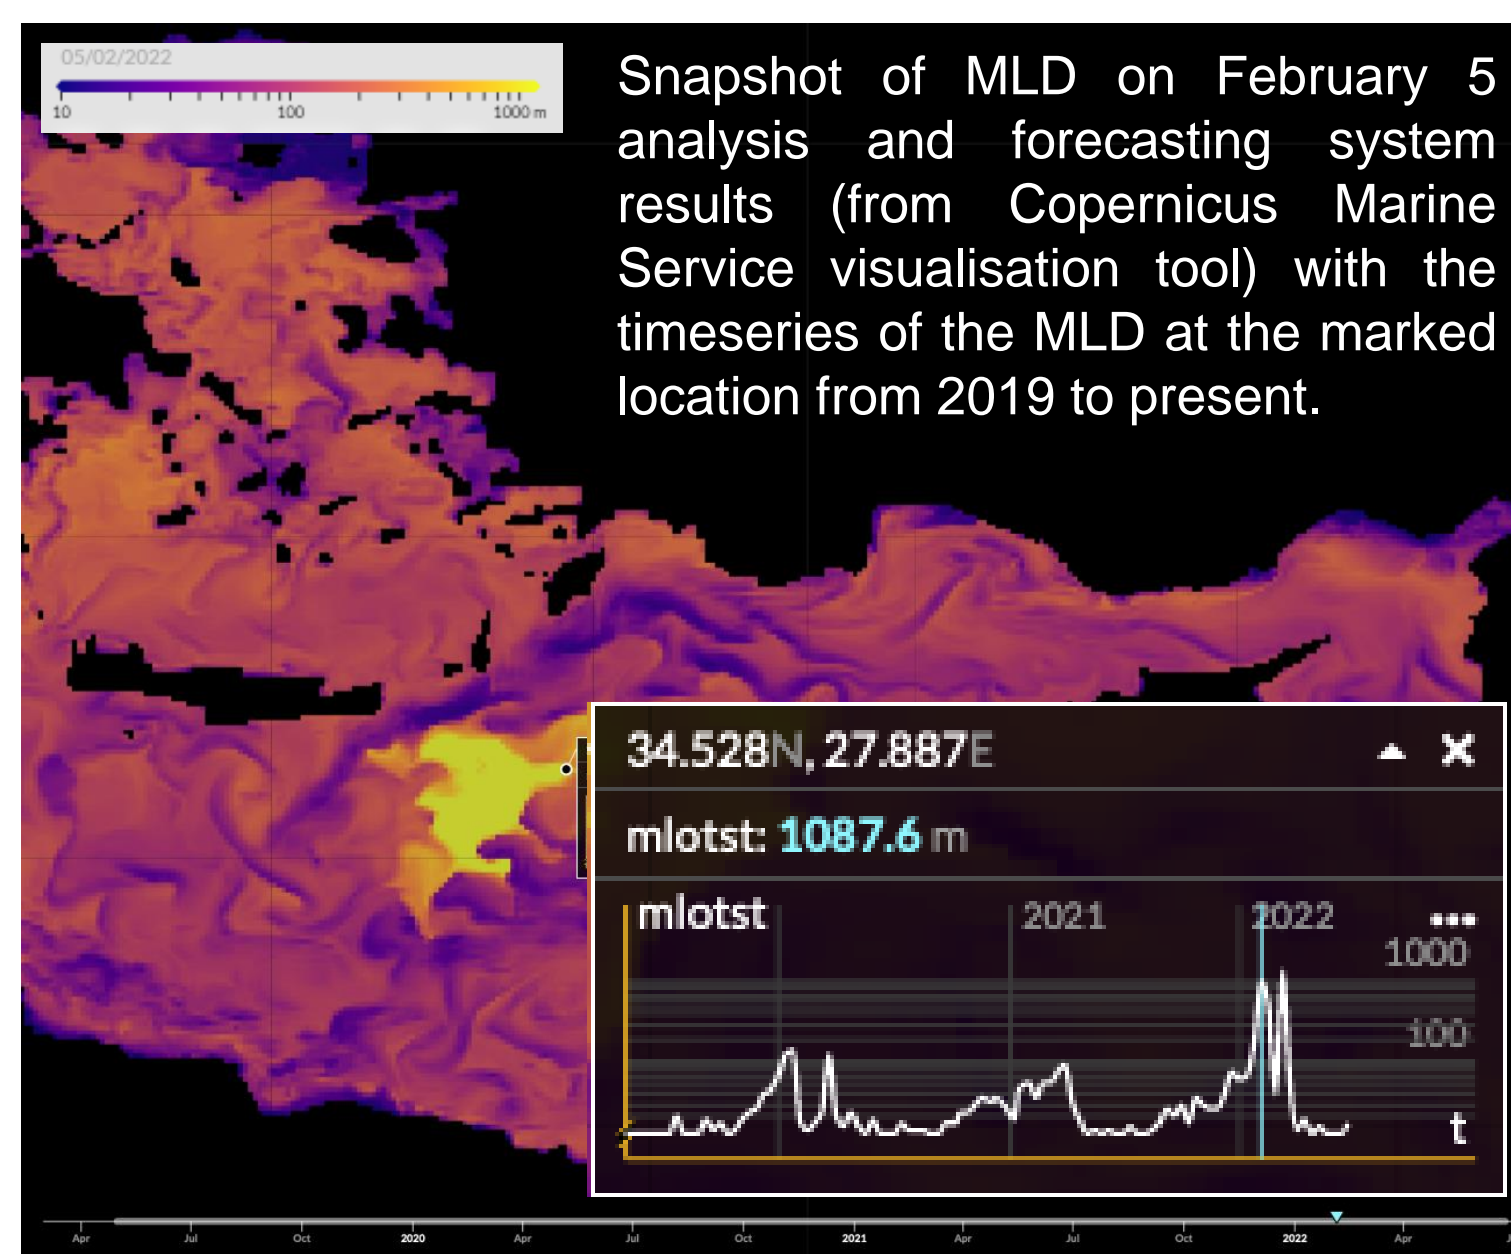 05/02/2022
10 100 1000 m
Snapshot of MLD on February 5
analysis and forecasting system
results (from Copernicus Marine
Service visualisation tool) with the
timeseries of the MLD at the marked
location from 2019 to present.
34.528N, 27.887E
mlotst: 1087.6 m
mlotst 2021 2022
1000
100
t
Apr Jul Oct 2020 Apr Jul Oct 2021 Apr Jul Oct 2022 Apr